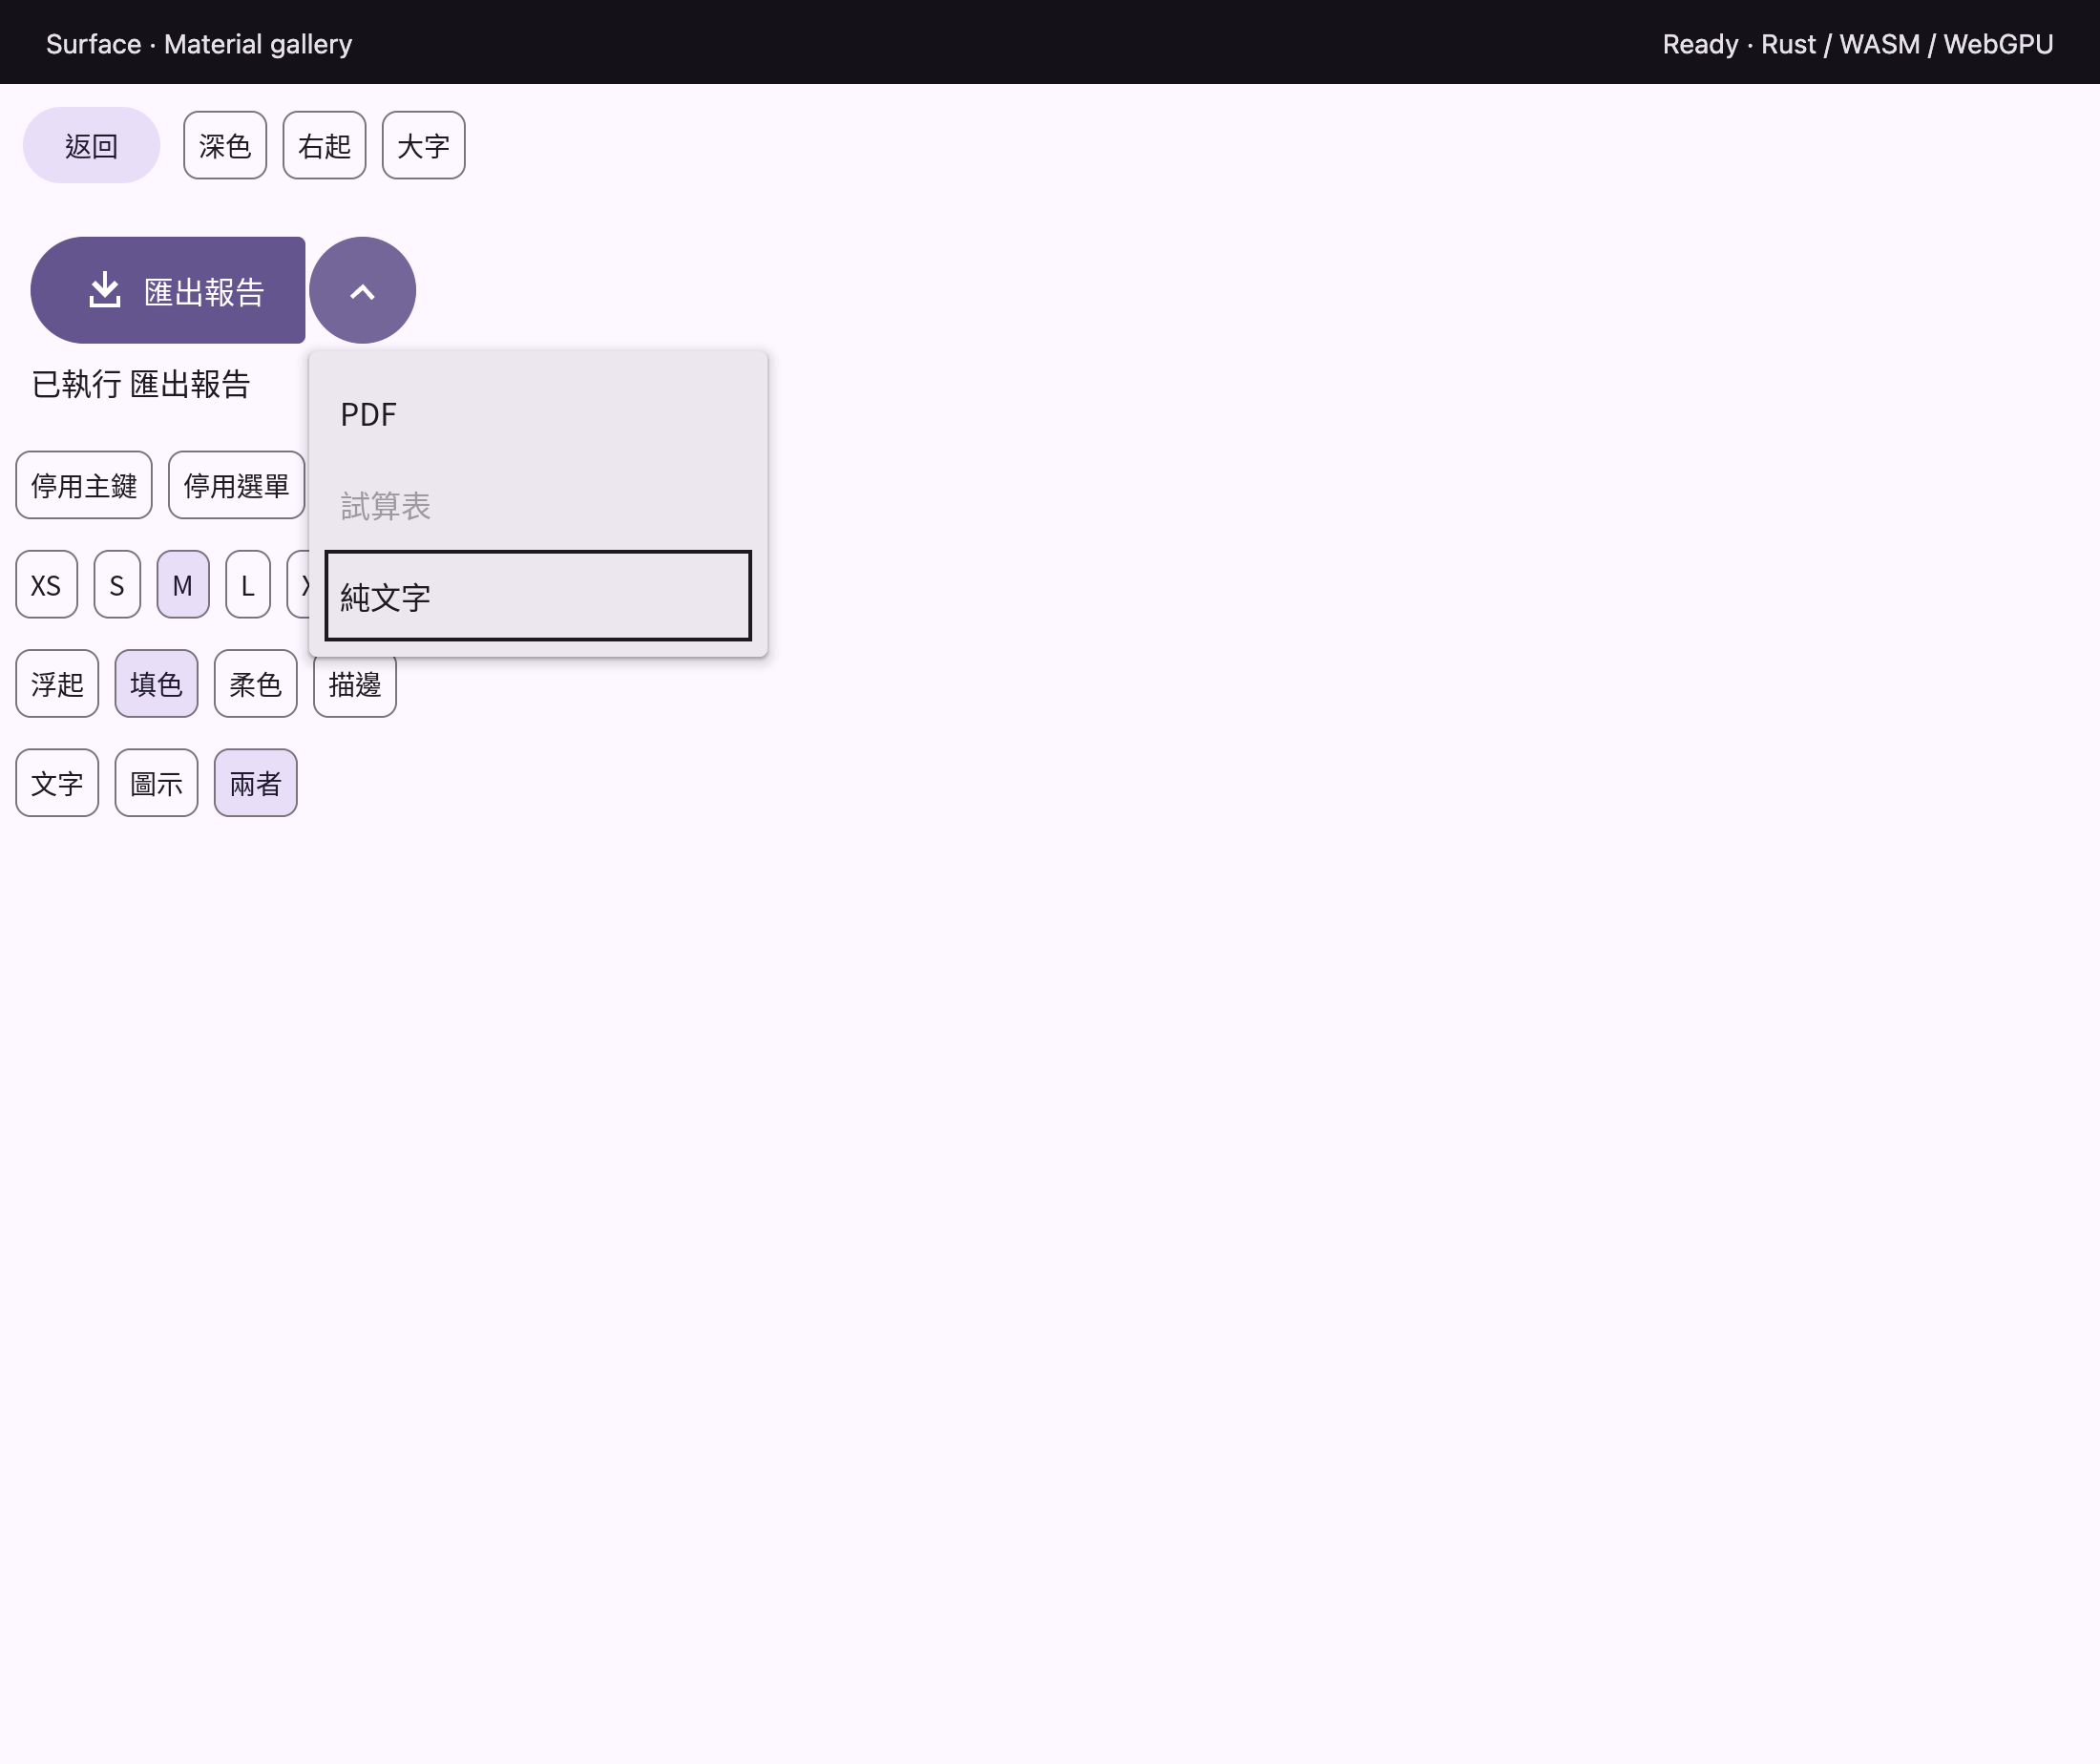 Surface · Material gallery
Ready · Rust / WASM / WebGPU
返回
深色
右起
大字
匯出報告
已執行 匯出報告
PDF
試算表
純文字
停用主鍵
停用選單
XS
S
M
L
浮起
填色
柔色
描邊
文字
圖示
兩者